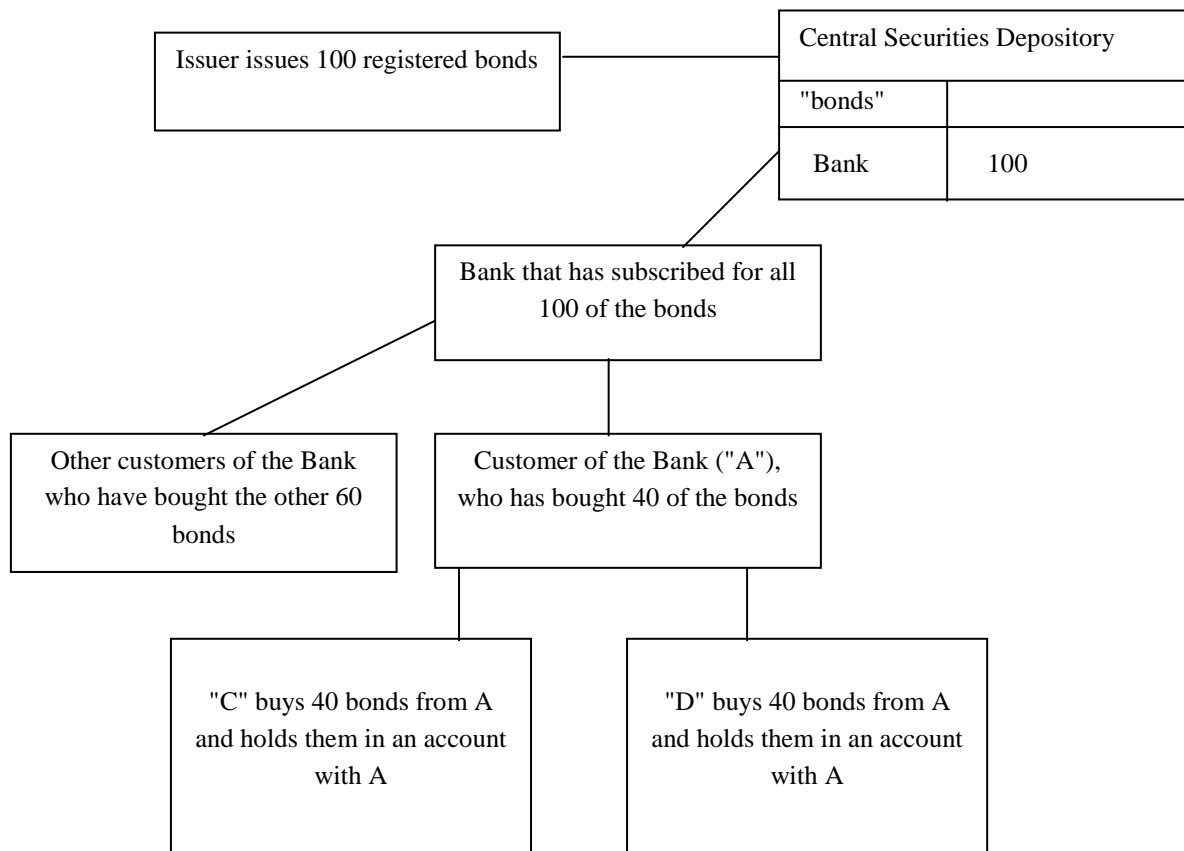 Issuer issues 100 registered bonds
Central Securities Depository
"bonds"
Bank 100
Bank that has subscribed for all
100 of the bonds
Other customers of the Bank
who have bought the other 60
bonds
Customer of the Bank ("A"),
who has bought 40 of the bonds
"C" buys 40 bonds from A
and holds them in an account
with A
"D" buys 40 bonds from A
and holds them in an account
with A